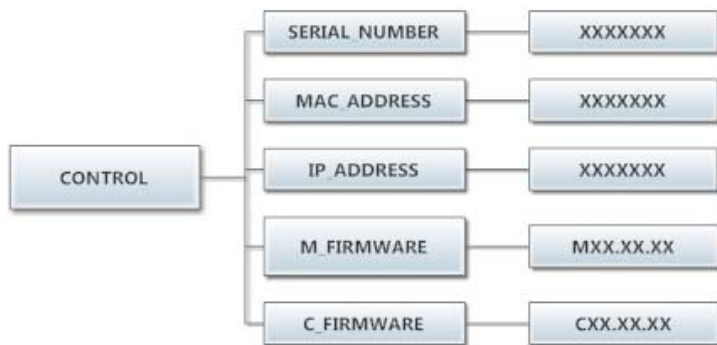 SERIAL_NUMBER XXXXXXX
MAC_ADDRESS XXXXXXX
IP_ADDRESS XXXXXXX
CONTROL
M_FIRMWARE MXX.XX.XX
C_FIRMWARE CXX.XX.XX